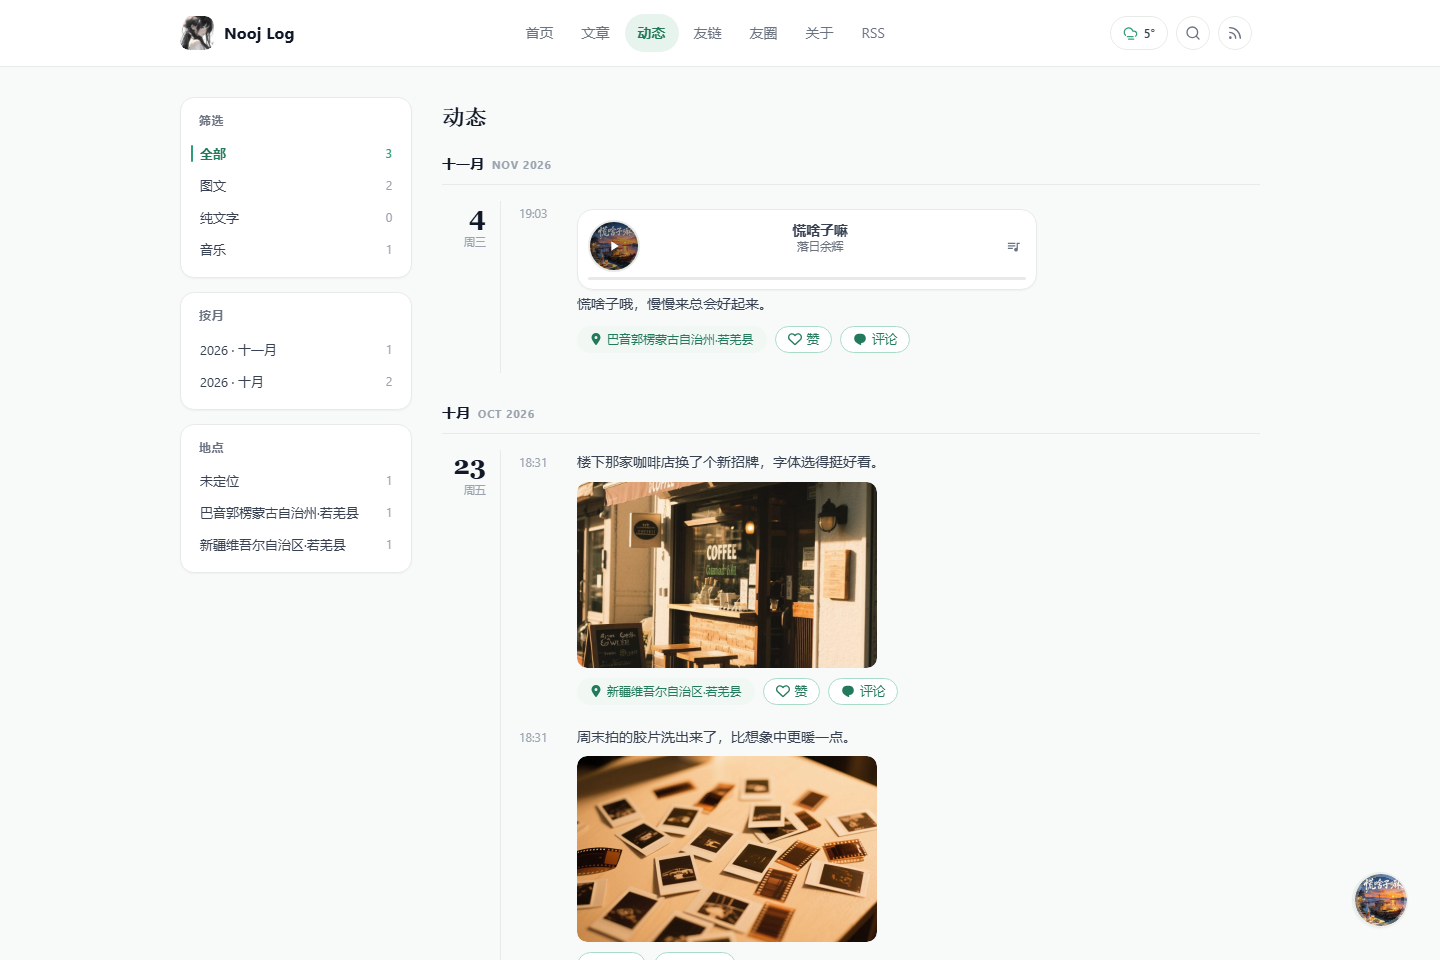 Nooj Log
首页
文章
动态
友链
友圈
关于
RSS
5°
筛选
全部 3
图文 2
纯文字 0
音乐 1
按月
2026 · 十一月 1
2026 · 十月 2
地点
未定位 1
巴音郭楞蒙古自治州·若羌县 1
新疆维吾尔自治区·若羌县 1
动态
十一月 NOV 2026
4
周三
19:03
慌啥子嘛
慌啥子嘛
落日余辉
慌啥子哦，慢慢来总会好起来。
巴音郭楞蒙古自治州·若羌县
赞
评论
十月 OCT 2026
23
周五
18:31
楼下那家咖啡店换了个新招牌，字体选得挺好看。
COFFEE
新疆维吾尔自治区·若羌县
赞
评论
18:31
周末拍的胶片洗出来了，比想象中更暖一点。
慌啥子嘛